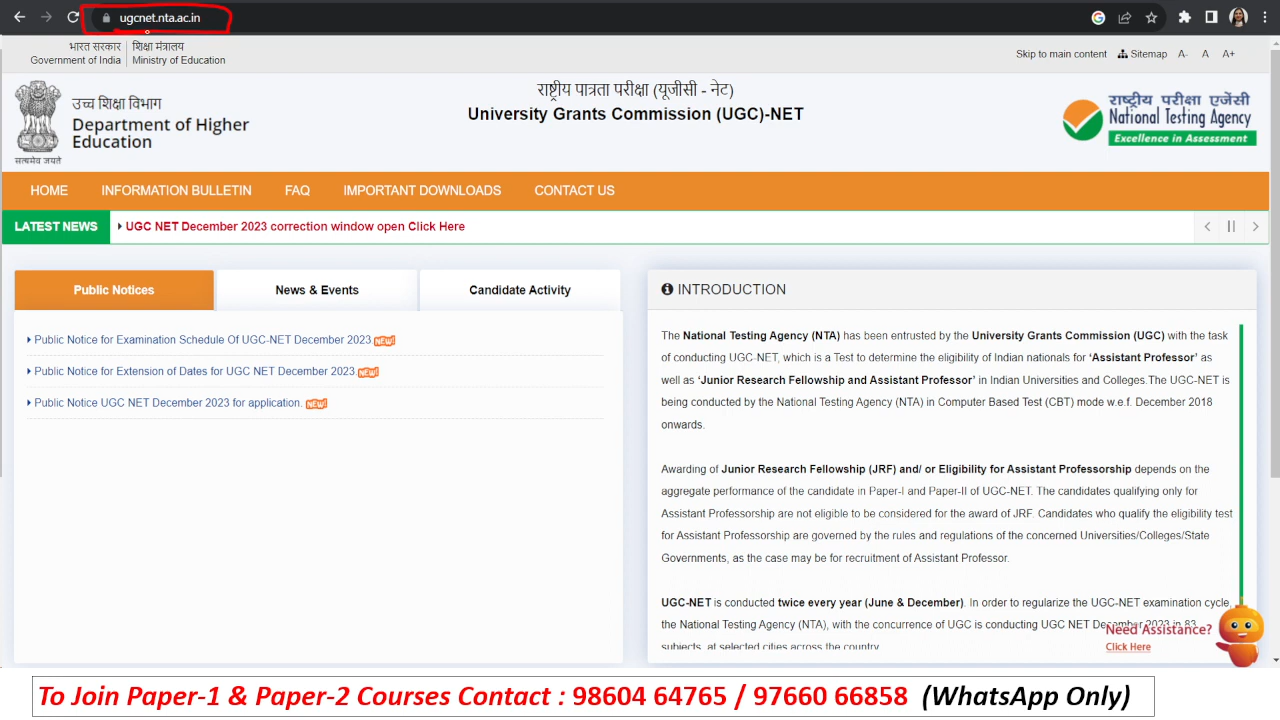 ugcnet.nta.ac.in
भारत सरकार
Government of India
शिक्षा मंत्रालय
Ministry of Education
Skip to main content
Sitemap
A-
A
A+
सत्यमेव जयते
उच्च शिक्षा विभाग
Department of Higher
Education
राष्ट्रीय पात्रता परीक्षा (यूजीसी - नेट)
University Grants Commission (UGC)-NET
राष्ट्रीय परीक्षा एजेंसी
National Testing Agency
Excellence in Assessment
HOME
INFORMATION BULLETIN
FAQ
IMPORTANT DOWNLOADS
CONTACT US
LATEST NEWS
UGC NET December 2023 correction window open Click Here
Public Notices
News & Events
Candidate Activity
Public Notice for Examination Schedule Of UGC-NET December 2023 NEW!
Public Notice for Extension of Dates for UGC NET December 2023 NEW!
Public Notice UGC NET December 2023 for application. NEW!
INTRODUCTION
The National Testing Agency (NTA) has been entrusted by the University Grants Commission (UGC) with the task
of conducting UGC-NET, which is a Test to determine the eligibility of Indian nationals for ‘Assistant Professor’ as
well as ‘Junior Research Fellowship and Assistant Professor’ in Indian Universities and Colleges.The UGC-NET is
being conducted by the National Testing Agency (NTA) in Computer Based Test (CBT) mode w.e.f. December 2018
onwards.
Awarding of Junior Research Fellowship (JRF) and/ or Eligibility for Assistant Professorship depends on the
aggregate performance of the candidate in Paper-I and Paper-II of UGC-NET. The candidates qualifying only for
Assistant Professorship are not eligible to be considered for the award of JRF. Candidates who qualify the eligibility test
for Assistant Professorship are governed by the rules and regulations of the concerned Universities/Colleges/State
Governments, as the case may be for recruitment of Assistant Professor.
UGC-NET is conducted twice every year (June & December). In order to regularize the UGC-NET examination cycle,
the National Testing Agency (NTA), with the concurrence of UGC is conducting UGC NET December 2023 in 83
subjects, at selected cities across the country.
Need Assistance?
Click Here
To Join Paper-1 & Paper-2 Courses Contact : 98604 64765 / 97660 66858 (WhatsApp Only)